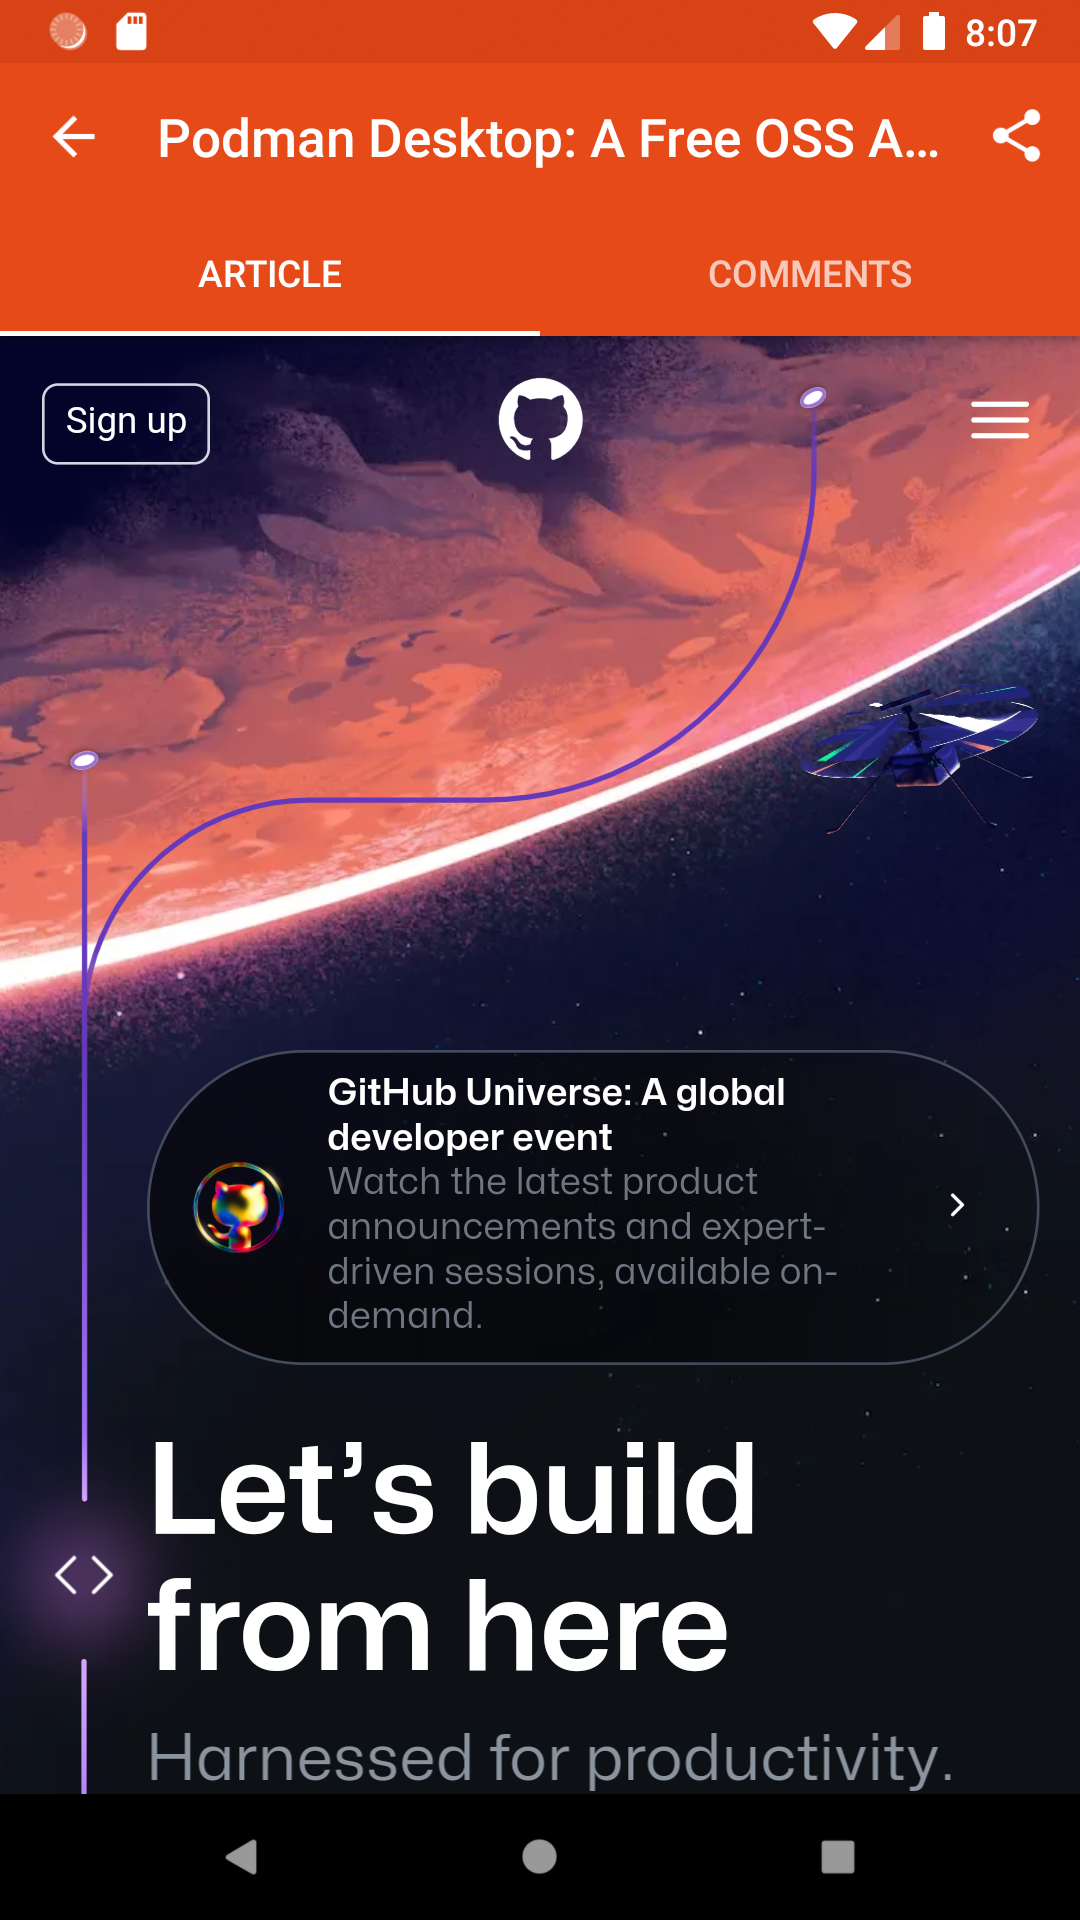 8:07
Podman Desktop: A Free OSS A...
ARTICLE
COMMENTS
Sign up
GitHub Universe: A global
developer event
Watch the latest product
announcements and expert-
driven sessions, available on-
demand.
Let’s build
from here
Harnessed for productivity.